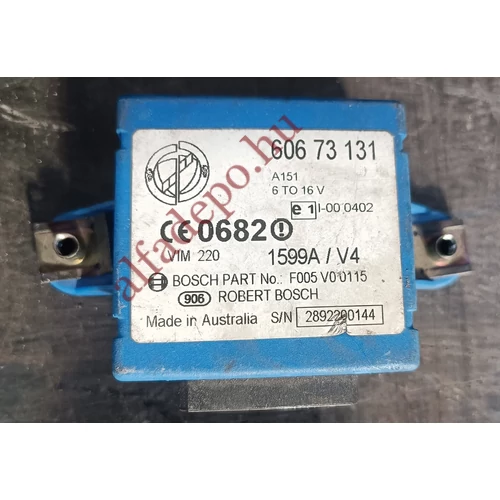 606 73 131
A151
6 TO 16 V
e1 I-00 0402
CE0682
VIM 220 1599A / V4
BOSCH PART No.: F005 V00115
906 ROBERT BOSCH
Made in Australia S/N 2892200144
alfadepo.hu